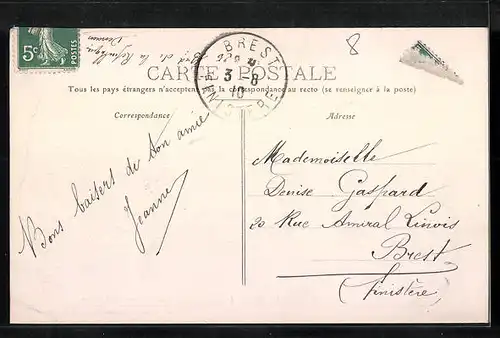 5c
BREST
3 - 8
10
FINISTERE
8
CARTE POSTALE
Tous les pays étrangers n'acceptent pas la correspondance au recto (se renseigner à la poste)
Correspondance
Bons baisers de ton amie
Jeanne
Adresse
Mademoiselle
Denise Gaspard
20 Rue Amiral Linois
Brest
(Finistère)